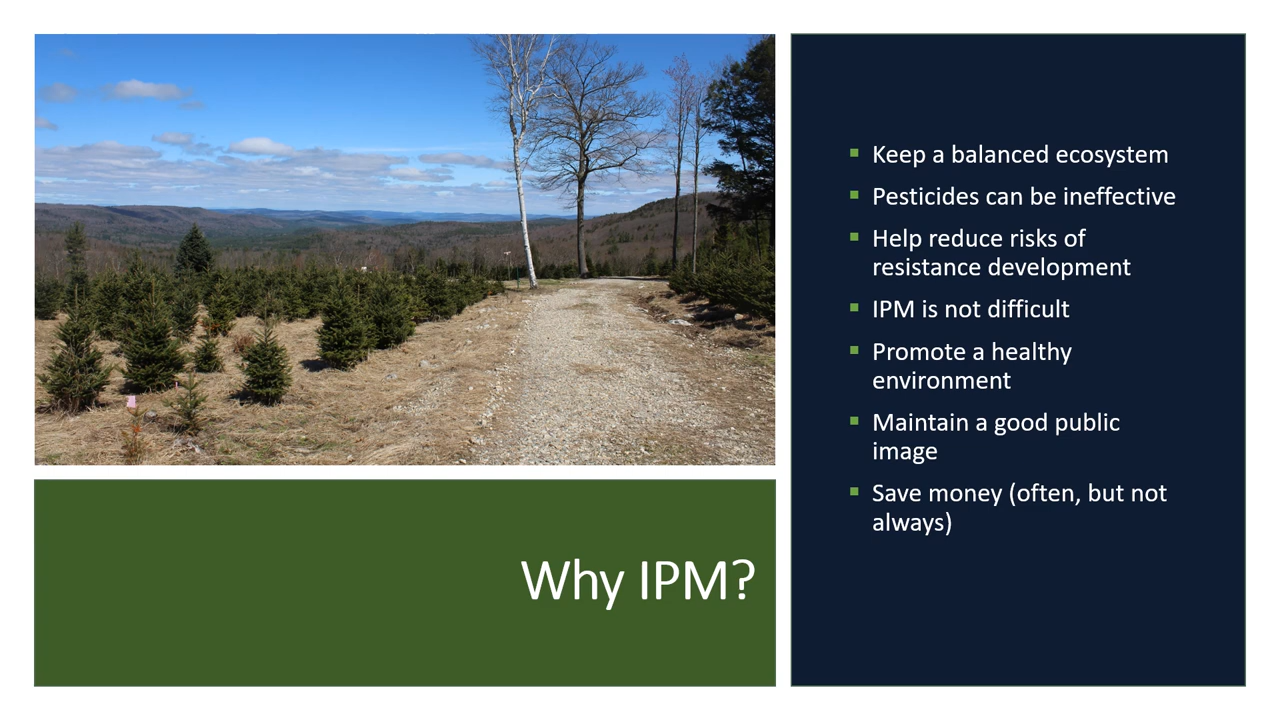 Keep a balanced ecosystem
Pesticides can be ineffective
Help reduce risks of
resistance development
IPM is not difficult
Promote a healthy
environment
Maintain a good public
image
Save money (often, but not
always)
Why IPM?